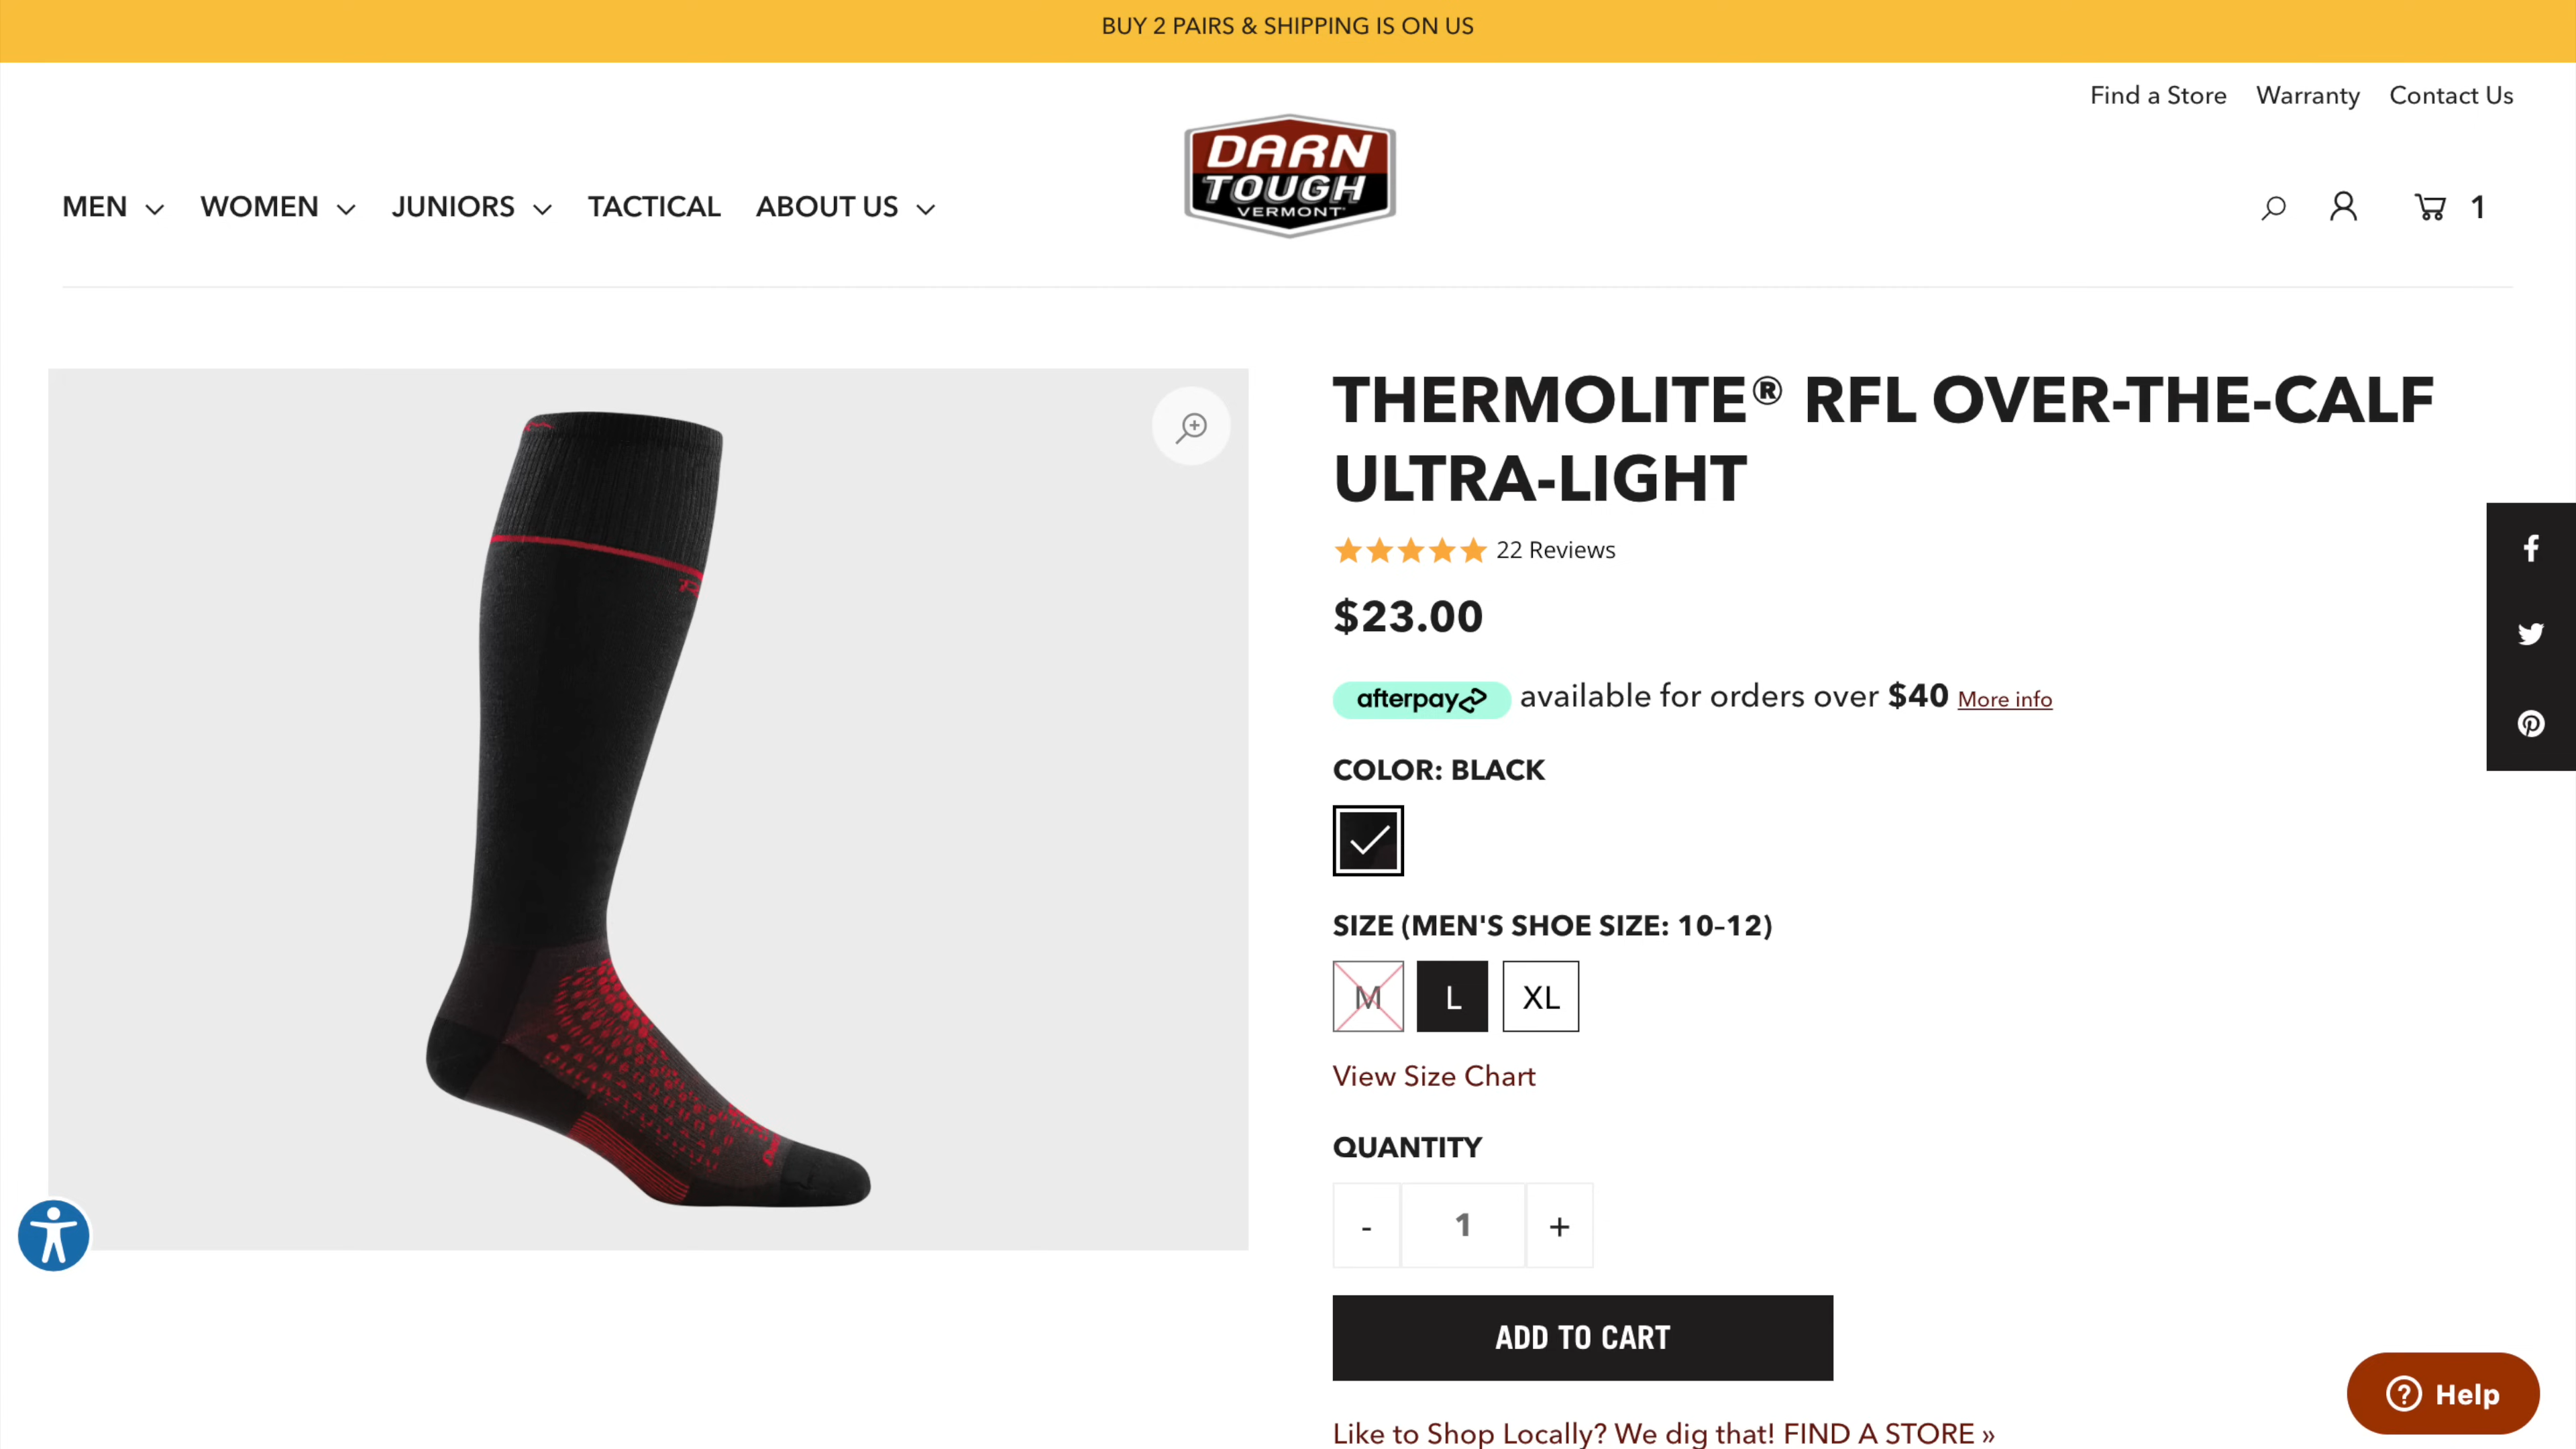 BUY 2 PAIRS & SHIPPING IS ON US
Find a Store Warranty Contact Us
DARN
TOUGH
VERMONT
MEN WOMEN JUNIORS TACTICAL ABOUT US
1
THERMOLITE® RFL OVER-THE-CALF
ULTRA-LIGHT
22 Reviews
$23.00
afterpay available for orders over $40 More info
COLOR: BLACK
SIZE (MEN'S SHOE SIZE: 10–12)
M L XL
View Size Chart
QUANTITY
- 1 +
ADD TO CART
Help
Like to Shop Locally? We dig that! FIND A STORE »